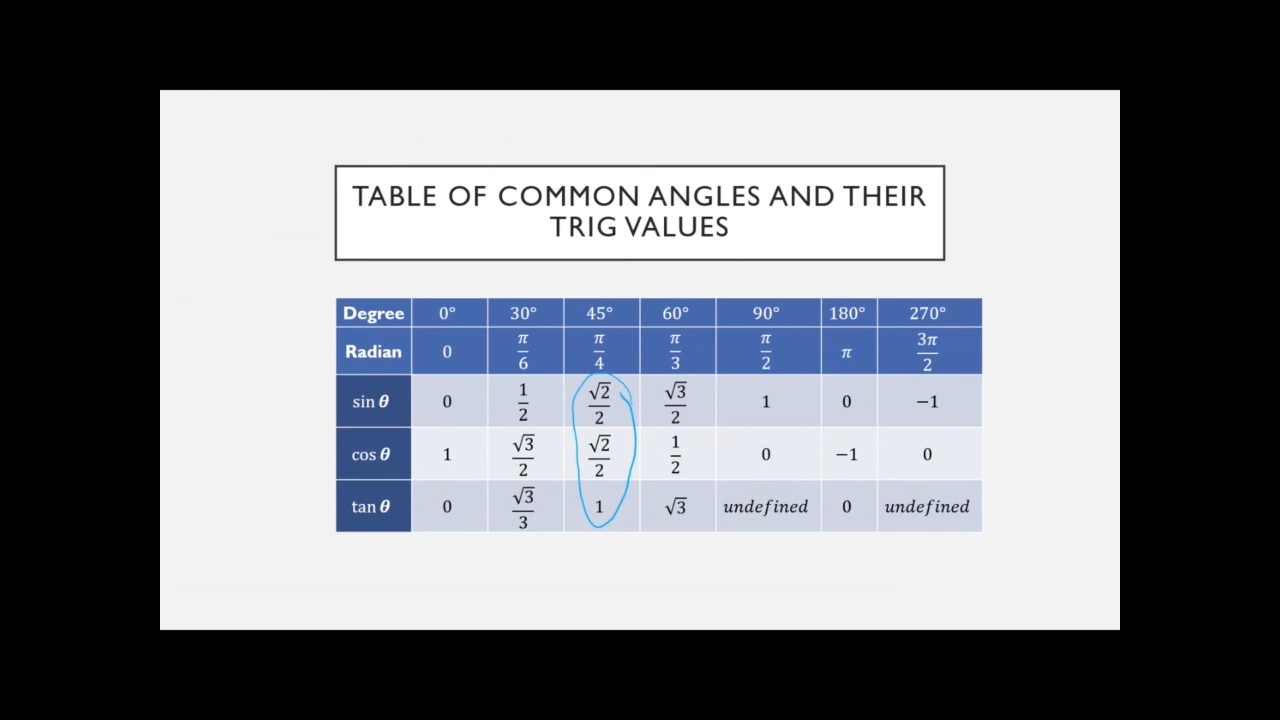 TABLE OF COMMON ANGLES AND THEIR
TRIG VALUES
Degree 0° 30° 45° 60° 90° 180° 270°
Radian 0 π/6 π/4 π/3 π/2 π 3π/2
sin θ 0 1/2 √2/2 √3/2 1 0 −1
cos θ 1 √3/2 √2/2 1/2 0 −1 0
tan θ 0 √3/3 1 √3 undefined 0 undefined